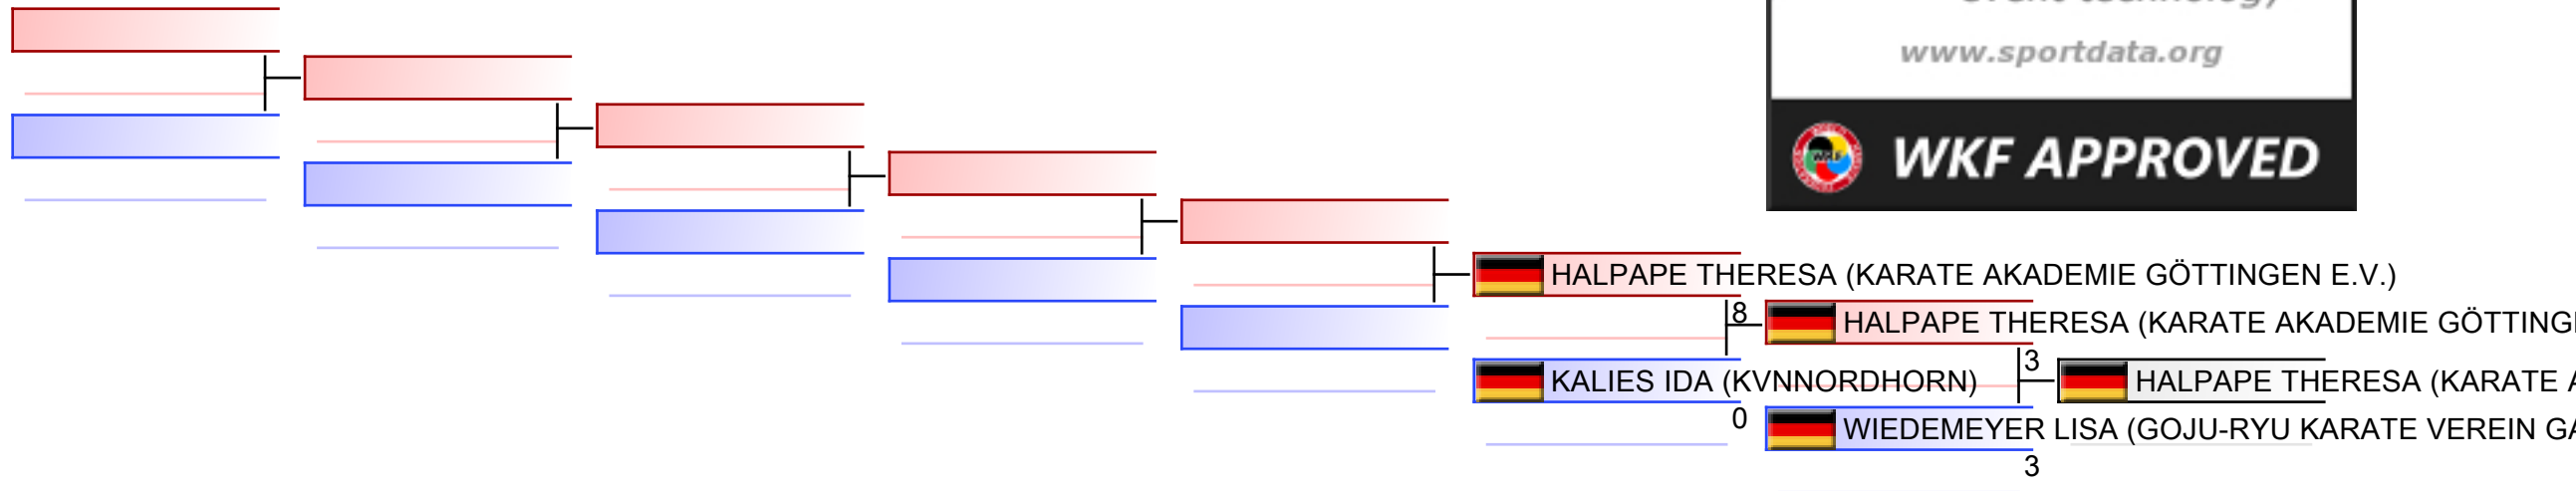 www.sportdata.org
WKF APPROVED
HALPAPE THERESA (KARATE AKADEMIE GÖTTINGEN E.V.)
8
HALPAPE THERESA (KARATE AKADEMIE GÖTTING
3
KALIES IDA (KVNNORDHORN)
HALPAPE THERESA (KARATE A
0
WIEDEMEYER LISA (GOJU-RYU KARATE VEREIN GA
3